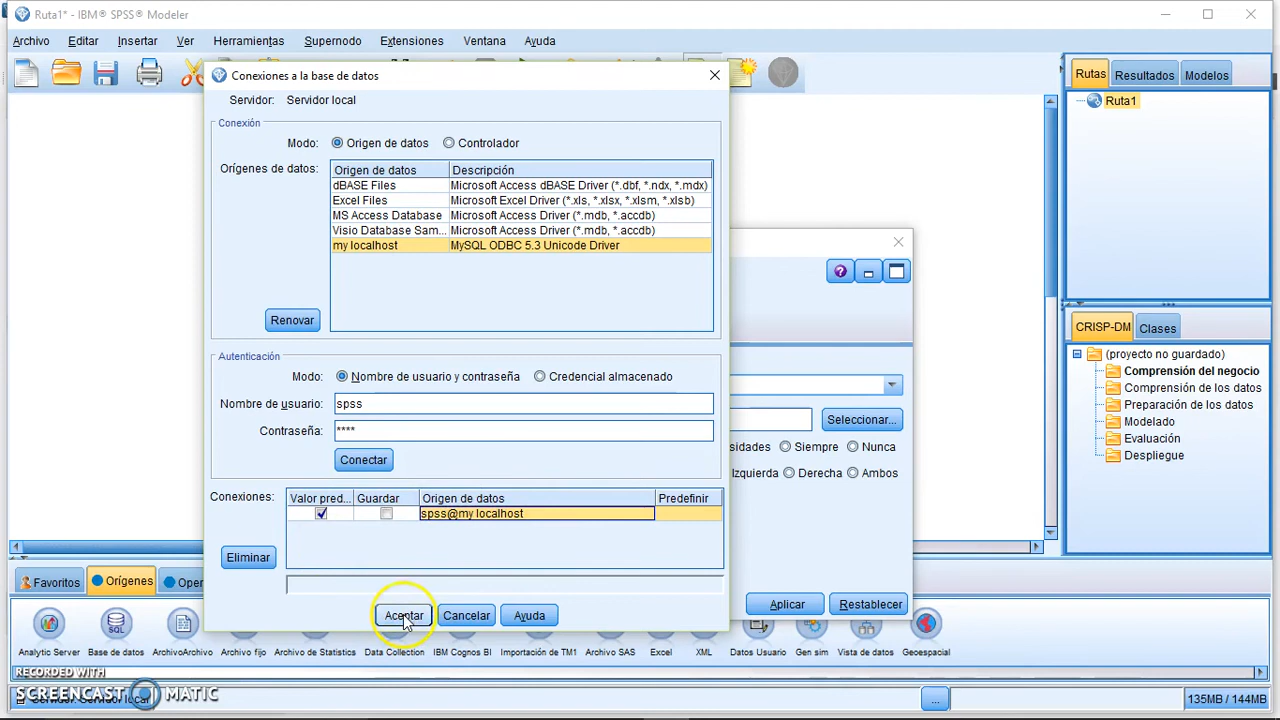 Ruta1* - IBM® SPSS® Modeler
Archivo Editar Insertar Ver Herramientas Supernodo Extensiones Ventana Ayuda
Conexiones a la base de datos
Servidor: Servidor local
Conexión
Modo: Origen de datos Controlador
Orígenes de datos:
Origen de datos Descripción
dBASE Files Microsoft Access dBASE Driver (*.dbf, *.ndx, *.mdx)
Excel Files Microsoft Excel Driver (*.xls, *.xlsx, *.xlsm, *.xlsb)
MS Access Database Microsoft Access Driver (*.mdb, *.accdb)
Visio Database Sam... Microsoft Access Driver (*.mdb, *.accdb)
my localhost MySQL ODBC 5.3 Unicode Driver
Renovar
Autenticación
Modo: Nombre de usuario y contraseña Credencial almacenado
Nombre de usuario: spss
Contraseña: ****
Conectar
Conexiones:
Valor pred... Guardar Origen de datos Predefinir
spss@my localhost
Eliminar
Aceptar Cancelar Ayuda
Seleccionar...
sidades Siempre Nunca
Izquierda Derecha Ambos
Aplicar Restablecer
Rutas Resultados Modelos
Ruta1
CRISP-DM Clases
(proyecto no guardado)
Comprensión del negocio
Comprensión de los datos
Preparación de los datos
Modelado
Evaluación
Despliegue
Favoritos Orígenes Oper
SQL
Analytic Server Base de datos ArchivoArchivo Archivo fijo Archivo de Statistics Data Collection IBM Cognos BI Importación de TM1 Archivo SAS Excel XML Datos Usuario Gen sim Vista de datos Geoespacial
RECORDED WITH
SCREENCAST MATIC
Servidor: Servidor local
... 135MB / 144MB